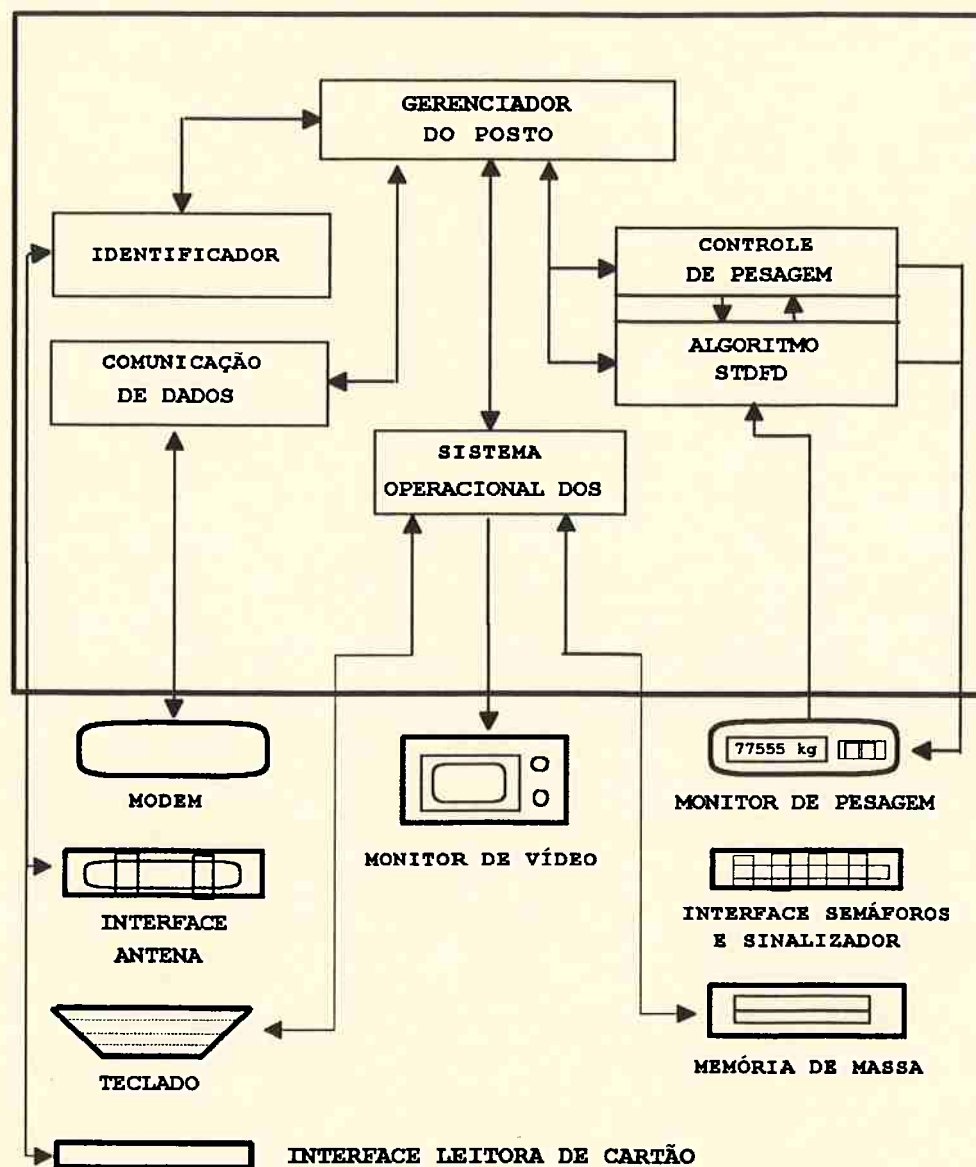 GERENCIADOR
DO POSTO
IDENTIFICADOR
CONTROLE
DE PESAGEM
COMUNICAÇÃO
DE DADOS
ALGORITMO
STDFD
SISTEMA
OPERACIONAL DOS
77555 kg
MODEM
MONITOR DE PESAGEM
MONITOR DE VÍDEO
INTERFACE
ANTENA
INTERFACE SEMÁFOROS
E SINALIZADOR
TECLADO
MEMÓRIA DE MASSA
INTERFACE LEITORA DE CARTÃO